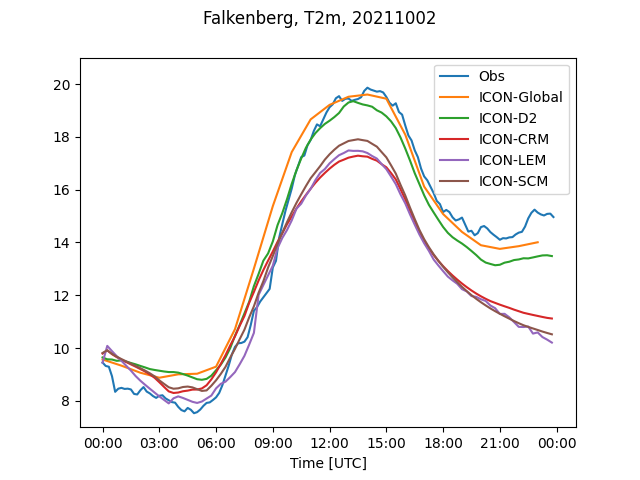 Falkenberg, T2m, 20211002
20
18
16
14
12
10
8
Obs
ICON-Global
ICON-D2
ICON-CRM
ICON-LEM
ICON-SCM
00:00 03:00 06:00 09:00 12:00 15:00 18:00 21:00 00:00
Time [UTC]